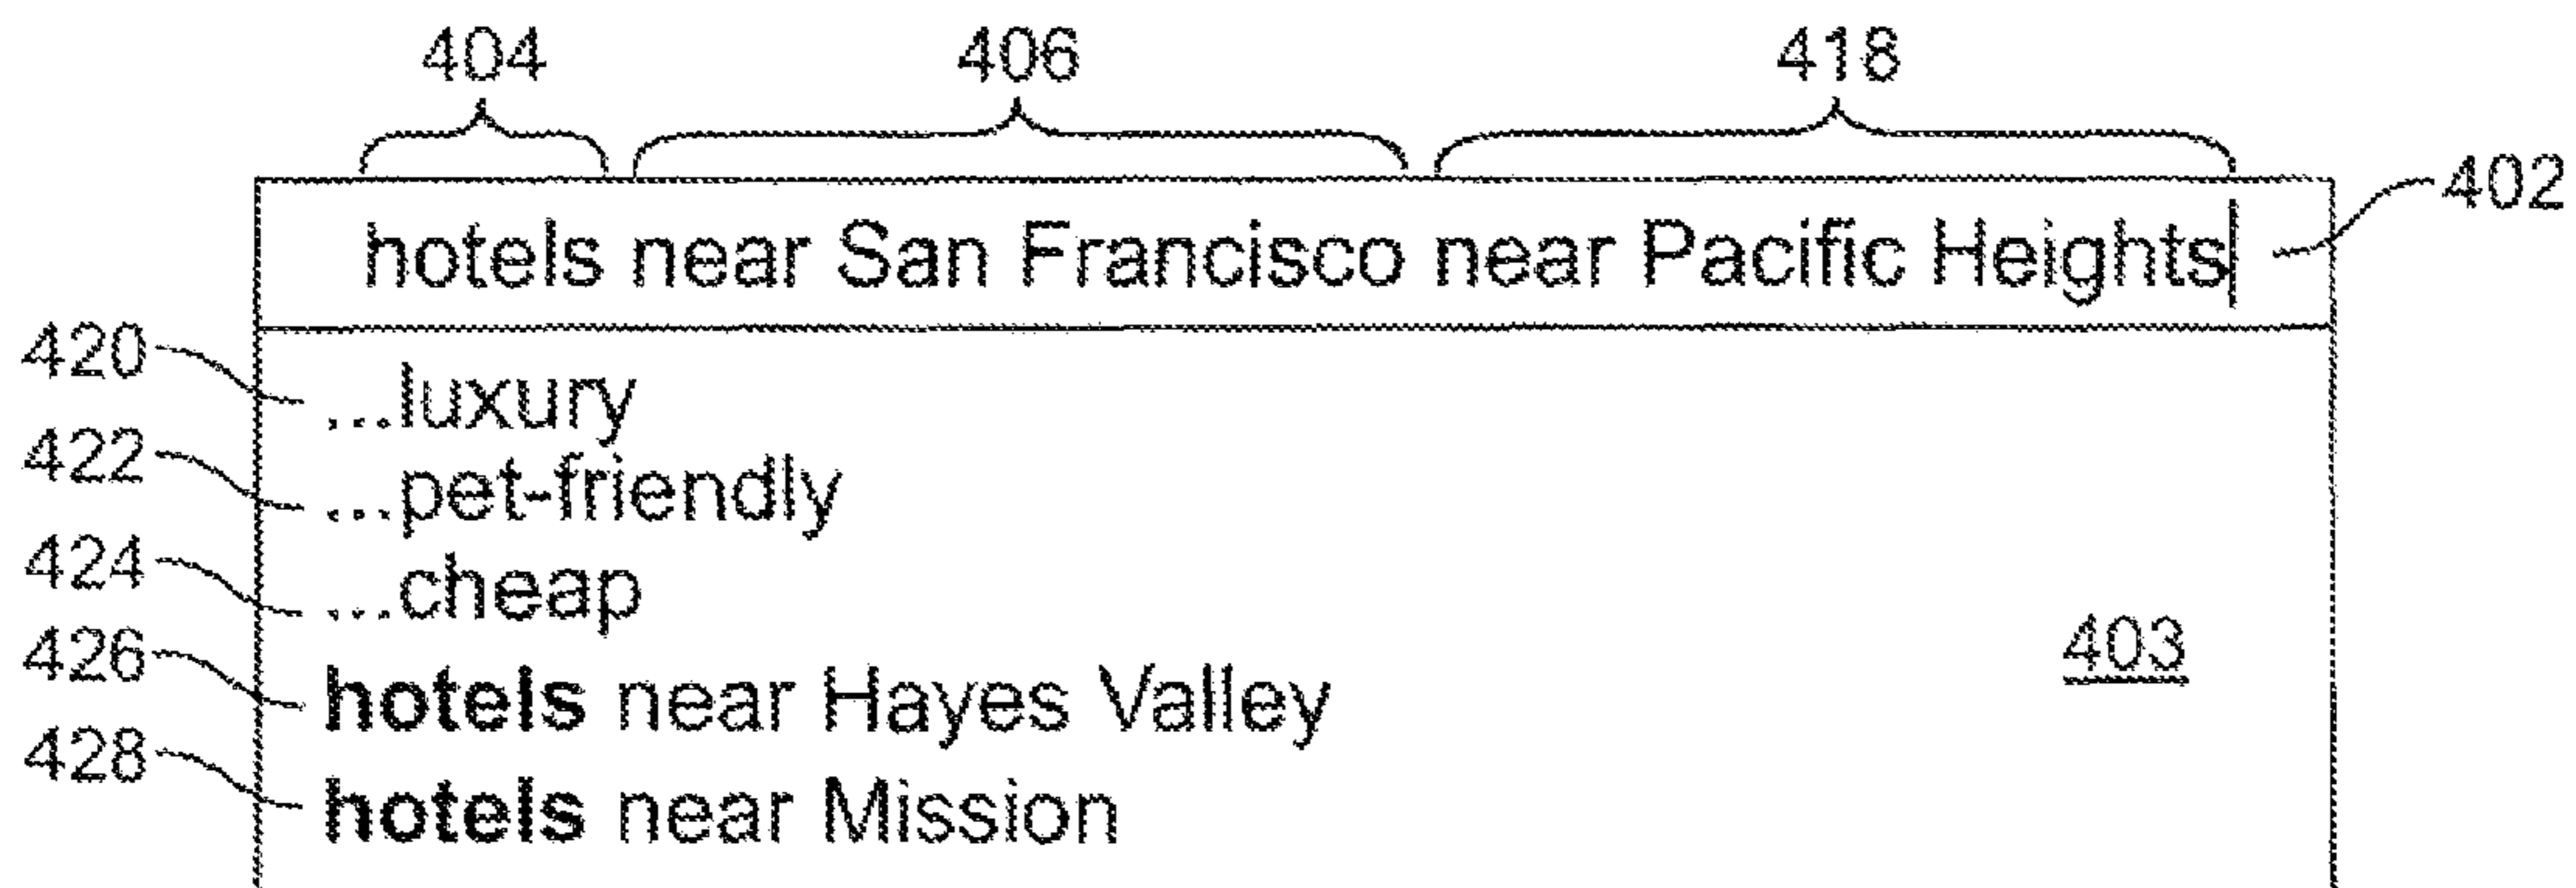 404 406 418
hotels near San Francisco near Pacific Heights 402
420 ...luxury
422 ...pet-friendly
424 ...cheap
403
426 hotels near Hayes Valley
428 hotels near Mission